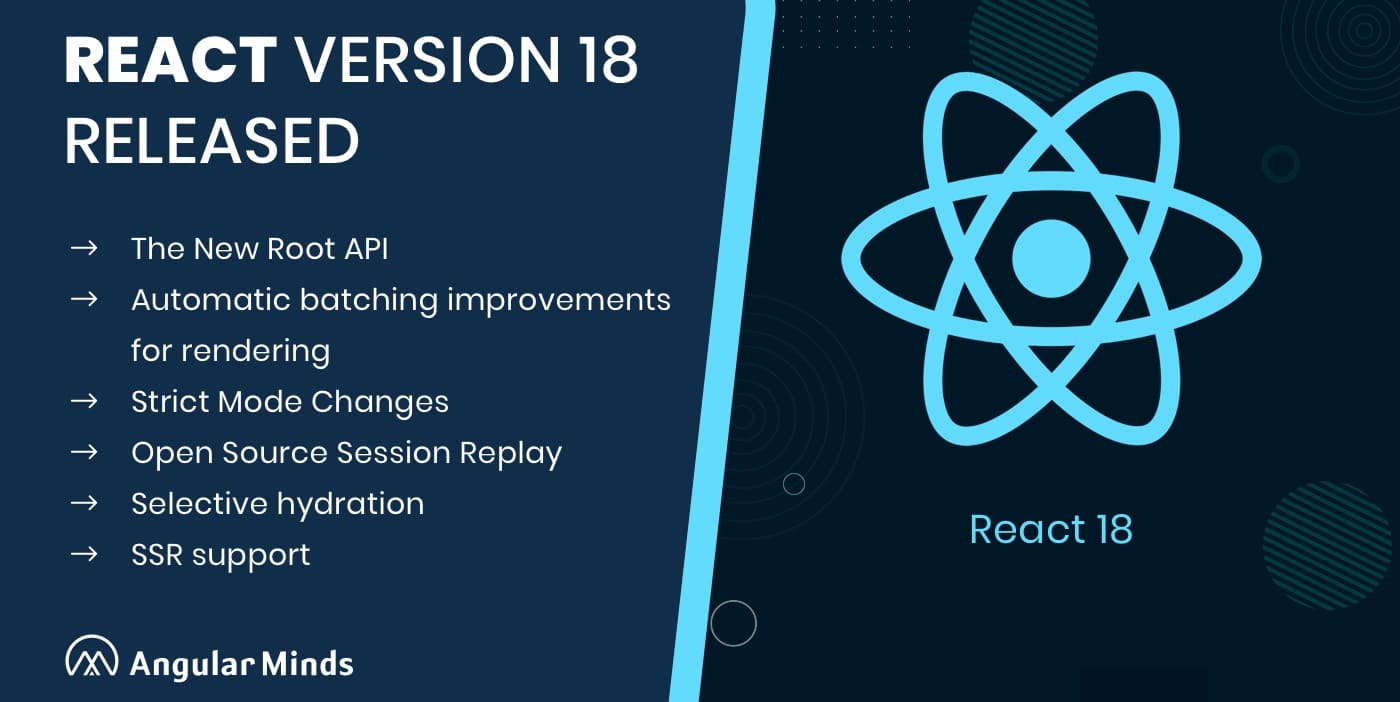 REACT VERSION 18
RELEASED
→ The New Root API
→ Automatic batching improvements
for rendering
→ Strict Mode Changes
→ Open Source Session Replay
→ Selective hydration
→ SSR support
Angular Minds
React 18